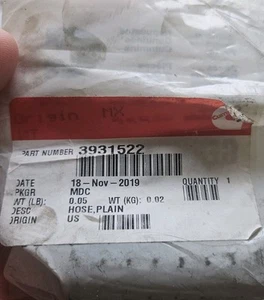 PART NUMBER 3931522
DATE 18-Nov-2019 QUANTITY 1
PKGR MDC
WT (LB): 0.05 WT (KG): 0.02
DESC HOSE,PLAIN
ORIGIN US